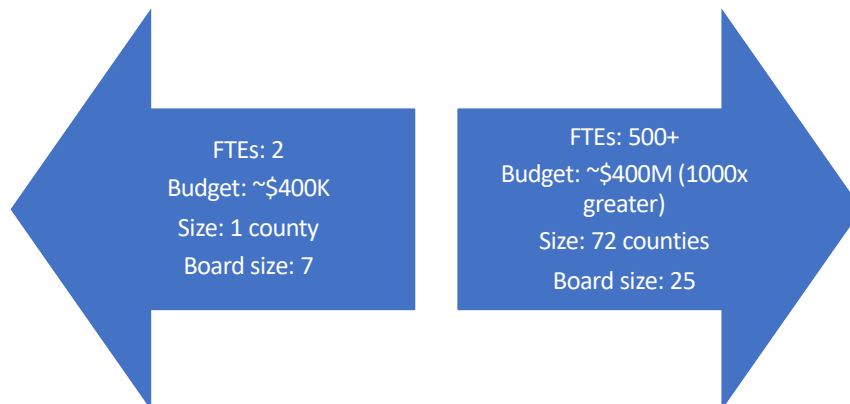 FTEs: 2
Budget: ~$400K
Size: 1 county
Board size: 7
FTEs: 500+
Budget: ~$400M (1000x
greater)
Size: 72 counties
Board size: 25